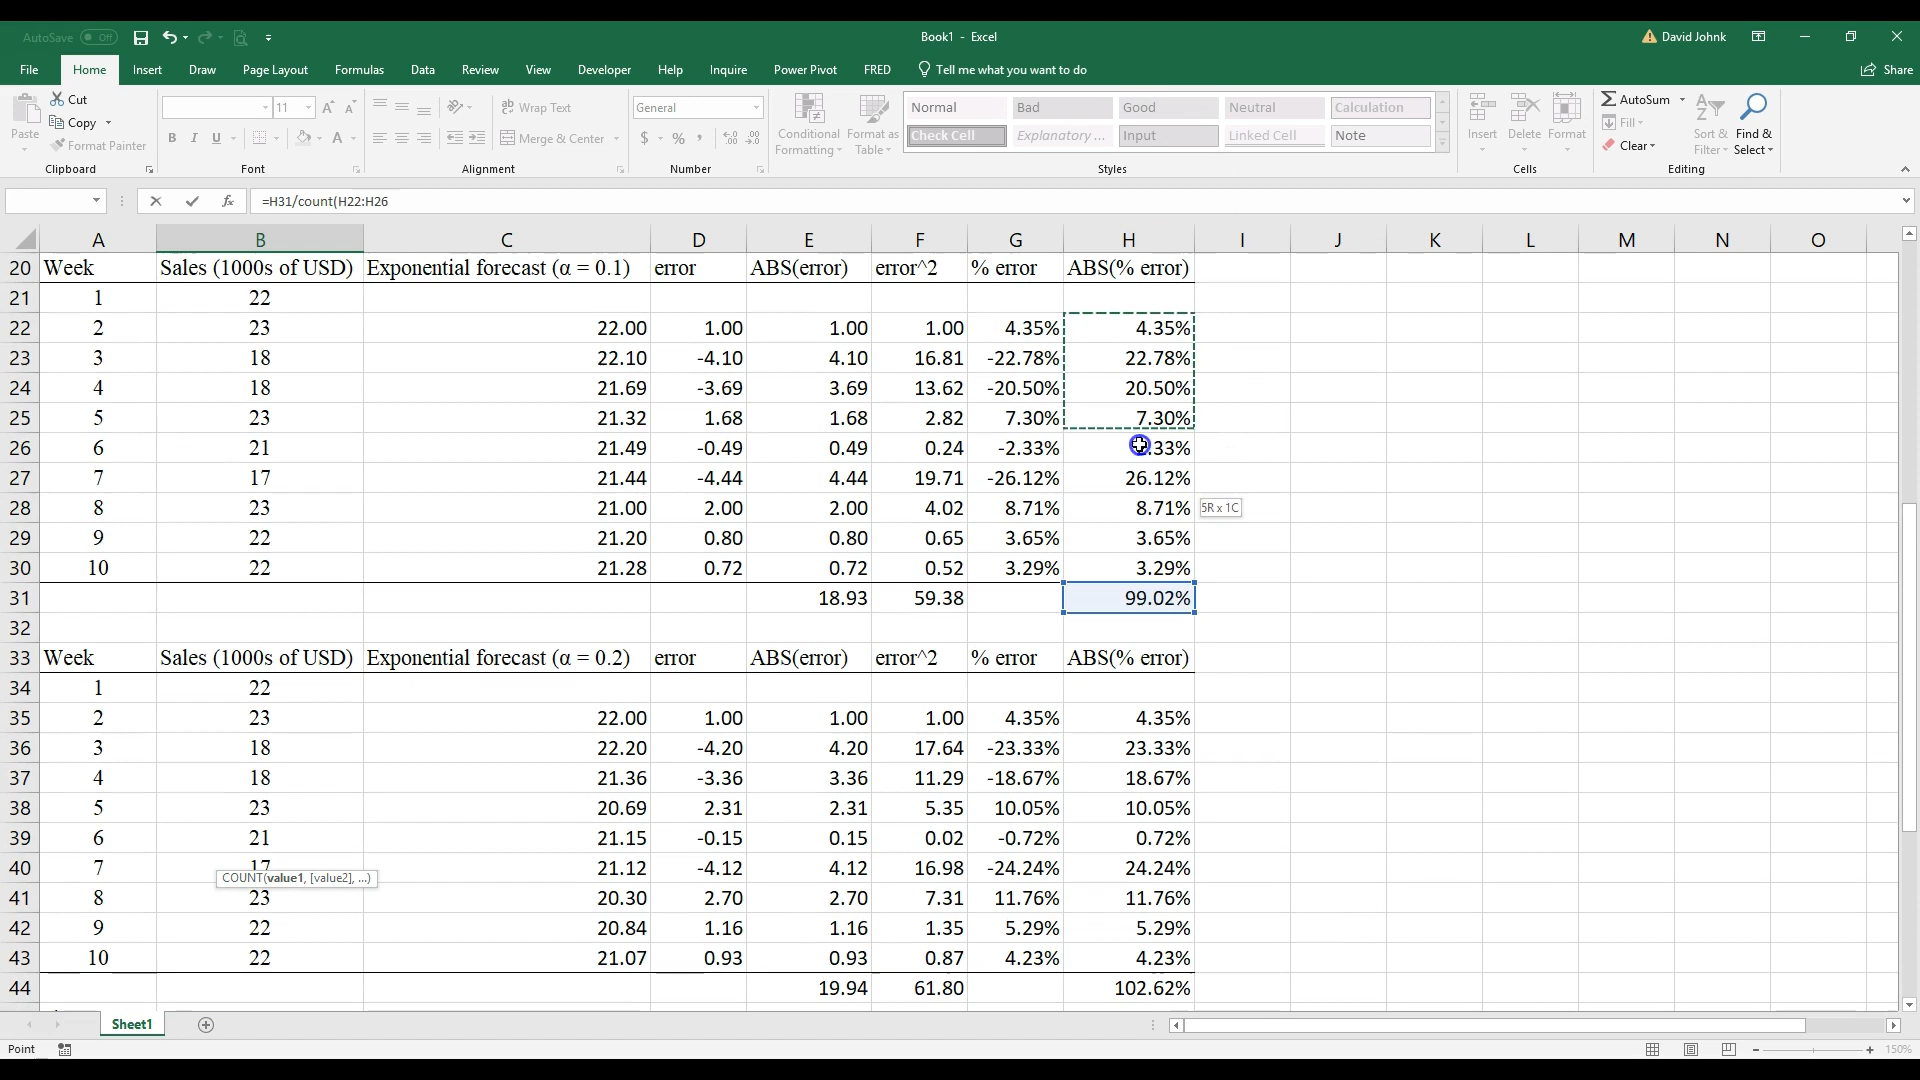 AutoSave Off
Book1 - Excel
David Johnk
File Home Insert Draw Page Layout Formulas Data Review View Developer Help Inquire Power Pivot FRED Tell me what you want to do Share
Paste Cut Copy Format Painter
Clipboard
11
B I U A A A
Font
ab Wrap Text
Merge & Center
Alignment
General
$ % , .0 .00
Number
Conditional Formatting
Format as Table
Normal Bad Good Neutral Calculation
Check Cell Explanatory ... Input Linked Cell Note
Styles
Insert Delete Format
Cells
AutoSum
Fill
Clear
Sort & Filter
Find & Select
Editing
fx =H31/count(H22:H26
A B C D E F G H I J K L M N O
20 Week Sales (1000s of USD) Exponential forecast (α = 0.1) error ABS(error) error^2 % error ABS(% error)
21 1 22
22 2 23 22.00 1.00 1.00 1.00 4.35% 4.35%
23 3 18 22.10 -4.10 4.10 16.81 -22.78% 22.78%
24 4 18 21.69 -3.69 3.69 13.62 -20.50% 20.50%
25 5 23 21.32 1.68 1.68 2.82 7.30% 7.30%
26 6 21 21.49 -0.49 0.49 0.24 -2.33% .33%
27 7 17 21.44 -4.44 4.44 19.71 -26.12% 26.12%
28 8 23 21.00 2.00 2.00 4.02 8.71% 8.71% 5R x 1C
29 9 22 21.20 0.80 0.80 0.65 3.65% 3.65%
30 10 22 21.28 0.72 0.72 0.52 3.29% 3.29%
31 18.93 59.38 99.02%
32
33 Week Sales (1000s of USD) Exponential forecast (α = 0.2) error ABS(error) error^2 % error ABS(% error)
34 1 22
35 2 23 22.00 1.00 1.00 1.00 4.35% 4.35%
36 3 18 22.20 -4.20 4.20 17.64 -23.33% 23.33%
37 4 18 21.36 -3.36 3.36 11.29 -18.67% 18.67%
38 5 23 20.69 2.31 2.31 5.35 10.05% 10.05%
39 6 21 21.15 -0.15 0.15 0.02 -0.72% 0.72%
40 7 17 21.12 -4.12 4.12 16.98 -24.24% 24.24%
COUNT(value1, [value2], ...)
41 8 23 20.30 2.70 2.70 7.31 11.76% 11.76%
42 9 22 20.84 1.16 1.16 1.35 5.29% 5.29%
43 10 22 21.07 0.93 0.93 0.87 4.23% 4.23%
44 19.94 61.80 102.62%
Sheet1
Point
150%